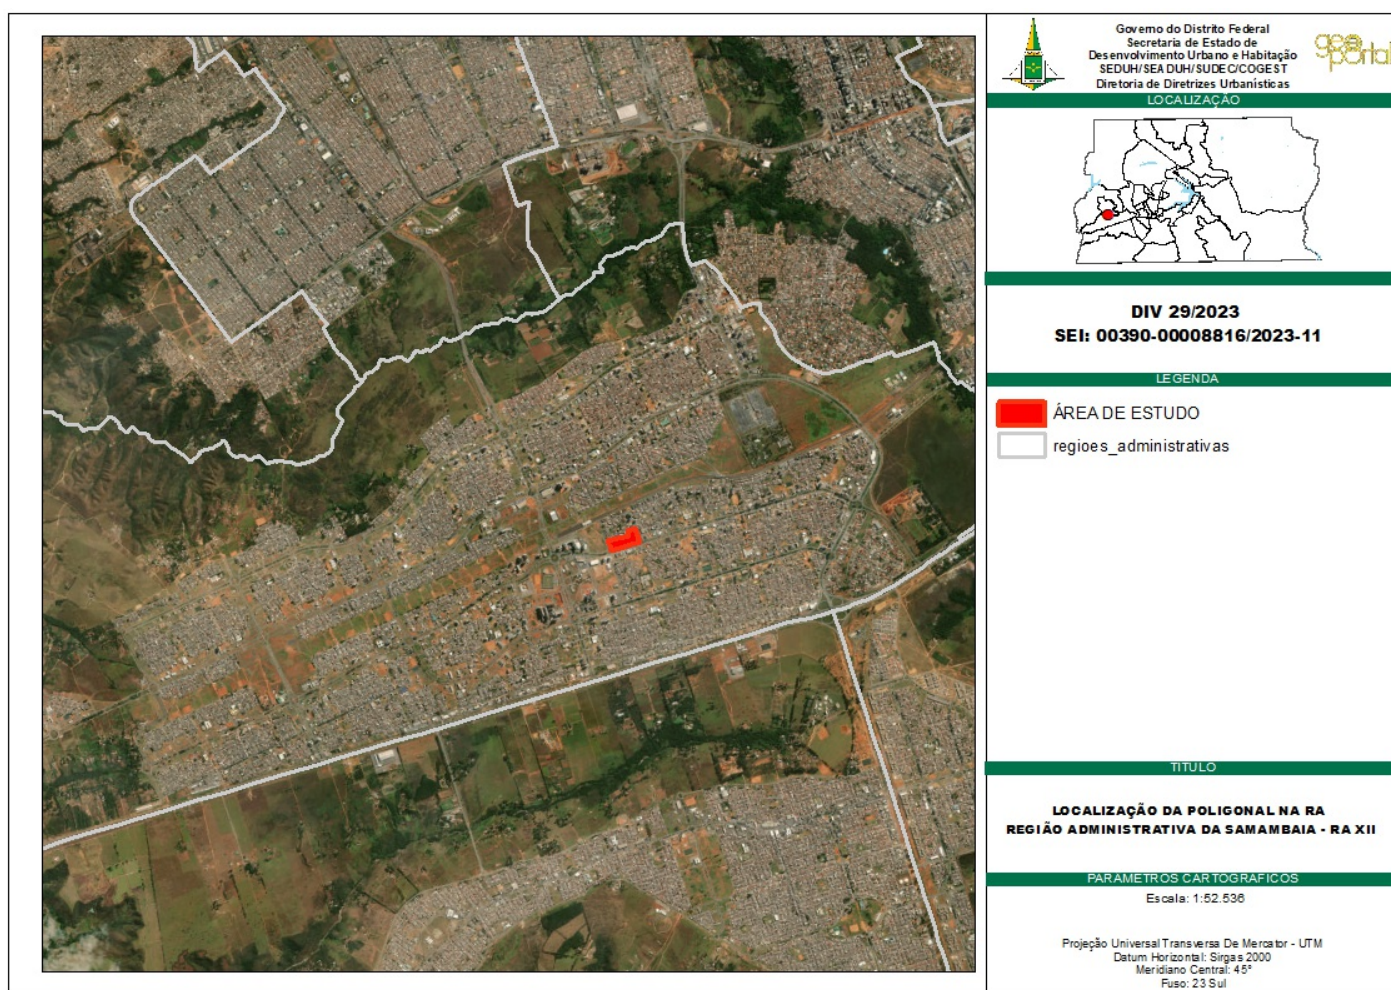 Governo do Distrito Federal
Secretaria de Estado de
Desenvolvimento Urbano e Habitação
SEDUH/SEADUH/SUDEC/COGEST
Diretoria de Diretrizes Urbanísticas
geo
portal
LOCALIZAÇÃO
DIV 29/2023
SEI: 00390-00008816/2023-11
LEGENDA
ÁREA DE ESTUDO
regioes_administrativas
TITULO
LOCALIZAÇÃO DA POLIGONAL NA RA
REGIÃO ADMINISTRATIVA DA SAMAMBAIA - RA XII
PARAMETROS CARTOGRAFICOS
Escala: 1:52.536
Projeção Universal Transversa De Mercator - UTM
Datum Horizontal: Sirgas 2000
Meridiano Central: 45°
Fuso: 23 Sul